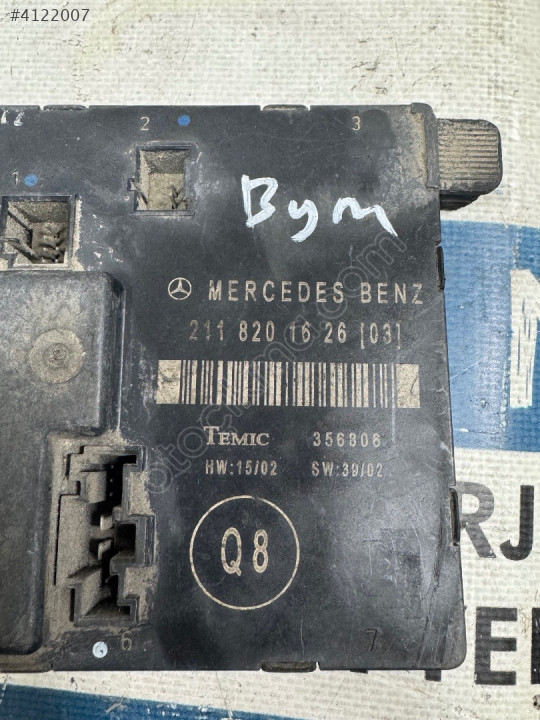 #4122007
2
3
1
Bym
MERCEDES BENZ
211 820 16 26 [03]
TEMIC 356806
HW:15/02 SW:39/02
Q8
6
7